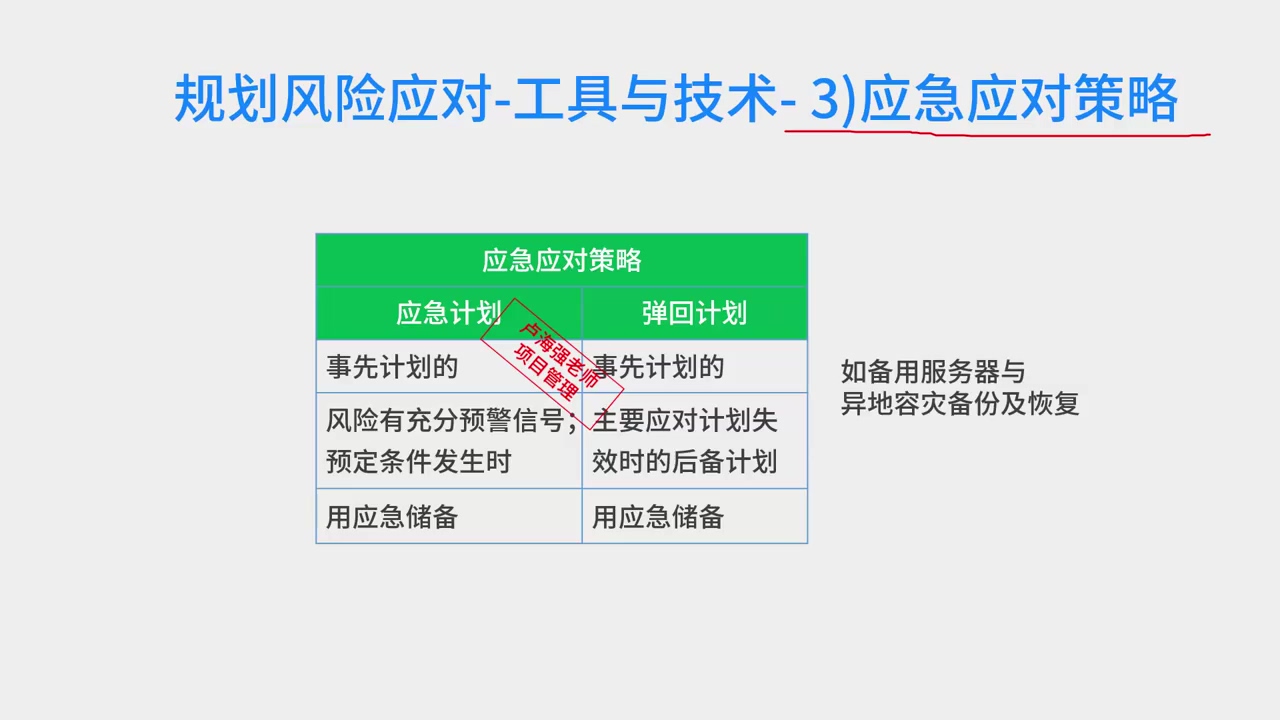 规划风险应对-工具与技术- 3)应急应对策略
应急应对策略
应急计划
弹回计划
事先计划的
事先计划的
风险有充分预警信号；
预定条件发生时
主要应对计划失
效时的后备计划
用应急储备
用应急储备
如备用服务器与
异地容灾备份及恢复
卢海强老师
项目管理